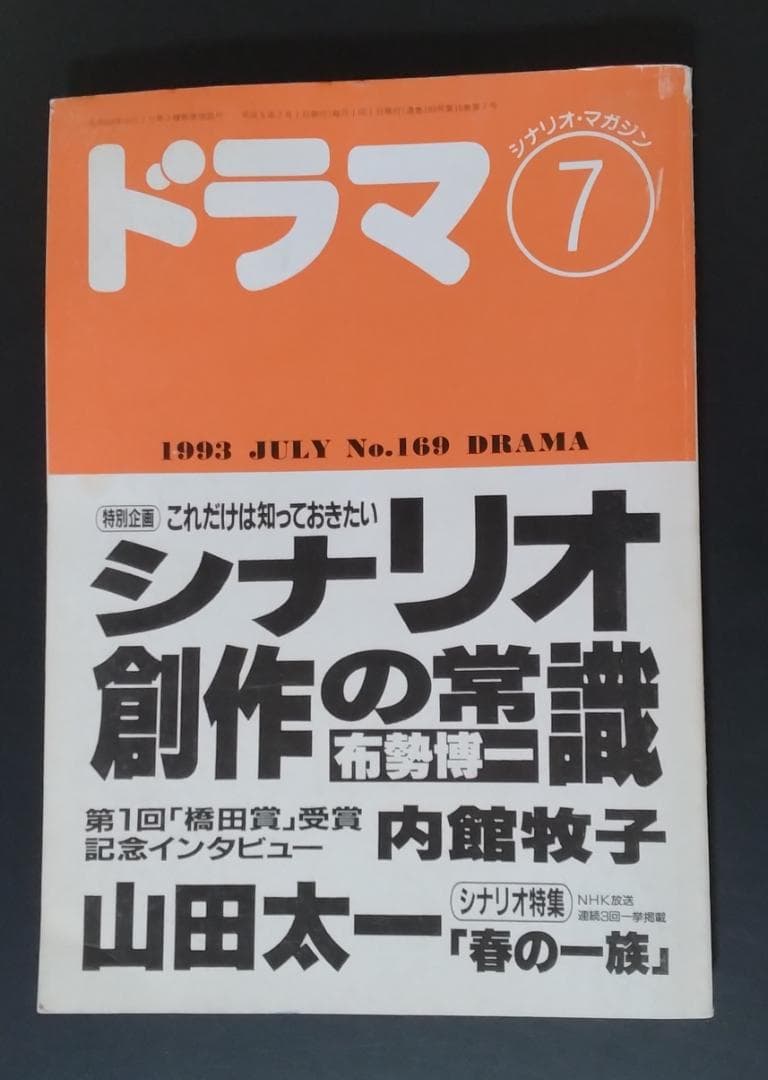 シナリオ・マガジン
ドラマ
7
1993 JULY No.169 DRAMA
特別企画 これだけは知っておきたい
シナリオ
創作の常識
布勢博一
第1回「橋田賞」受賞
記念インタビュー
内館牧子
山田太一
シナリオ特集
NHK放送
連続3回一挙掲載
「春の一族」